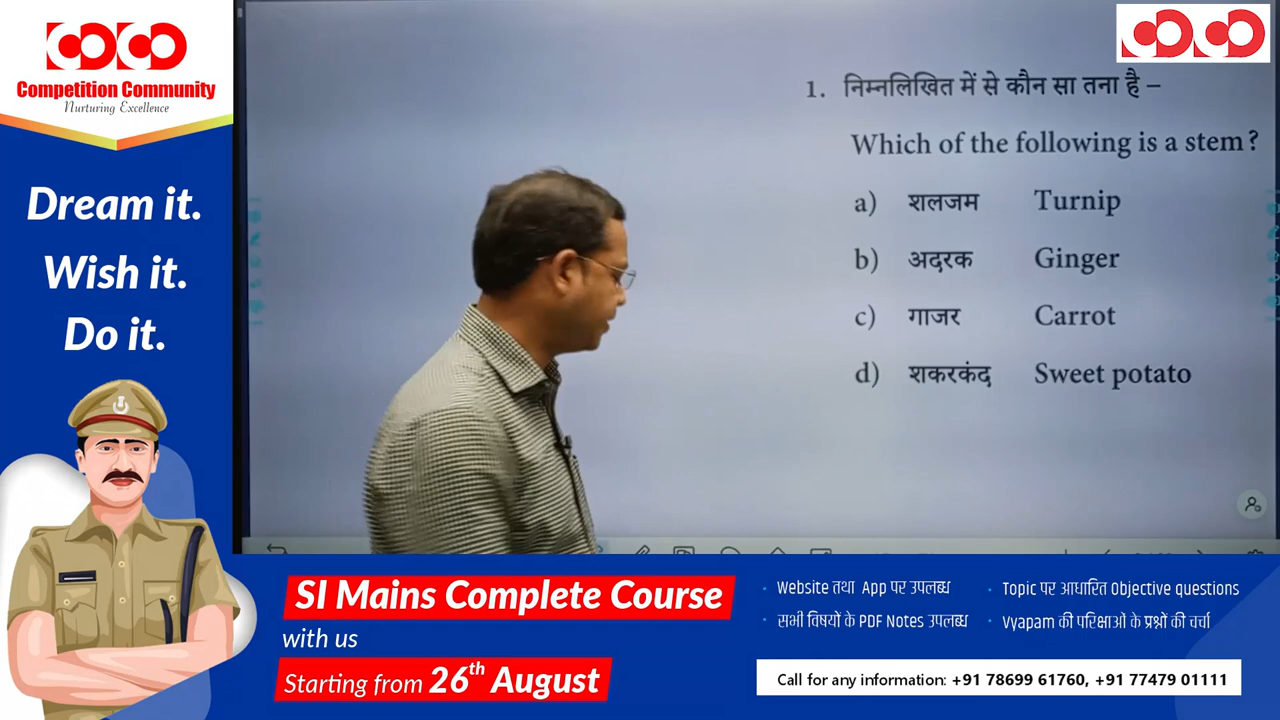 COCO
Competition Community
Nurturing Excellence
Dream it.
Wish it.
Do it.
COCO
1. निम्नलिखित में से कौन सा तना है –
Which of the following is a stem?
a) शलजम Turnip
b) अदरक Ginger
c) गाजर Carrot
d) शकरकंद Sweet potato
SI Mains Complete Course
with us
Starting from 26th August
· Website तथा App पर उपलब्ध
· सभी विषयों के PDF Notes उपलब्ध
· Topic पर आधारित Objective questions
· Vyapam की परिक्षाओं के प्रश्नों की चर्चा
Call for any information: +91 78699 61760, +91 77479 01111